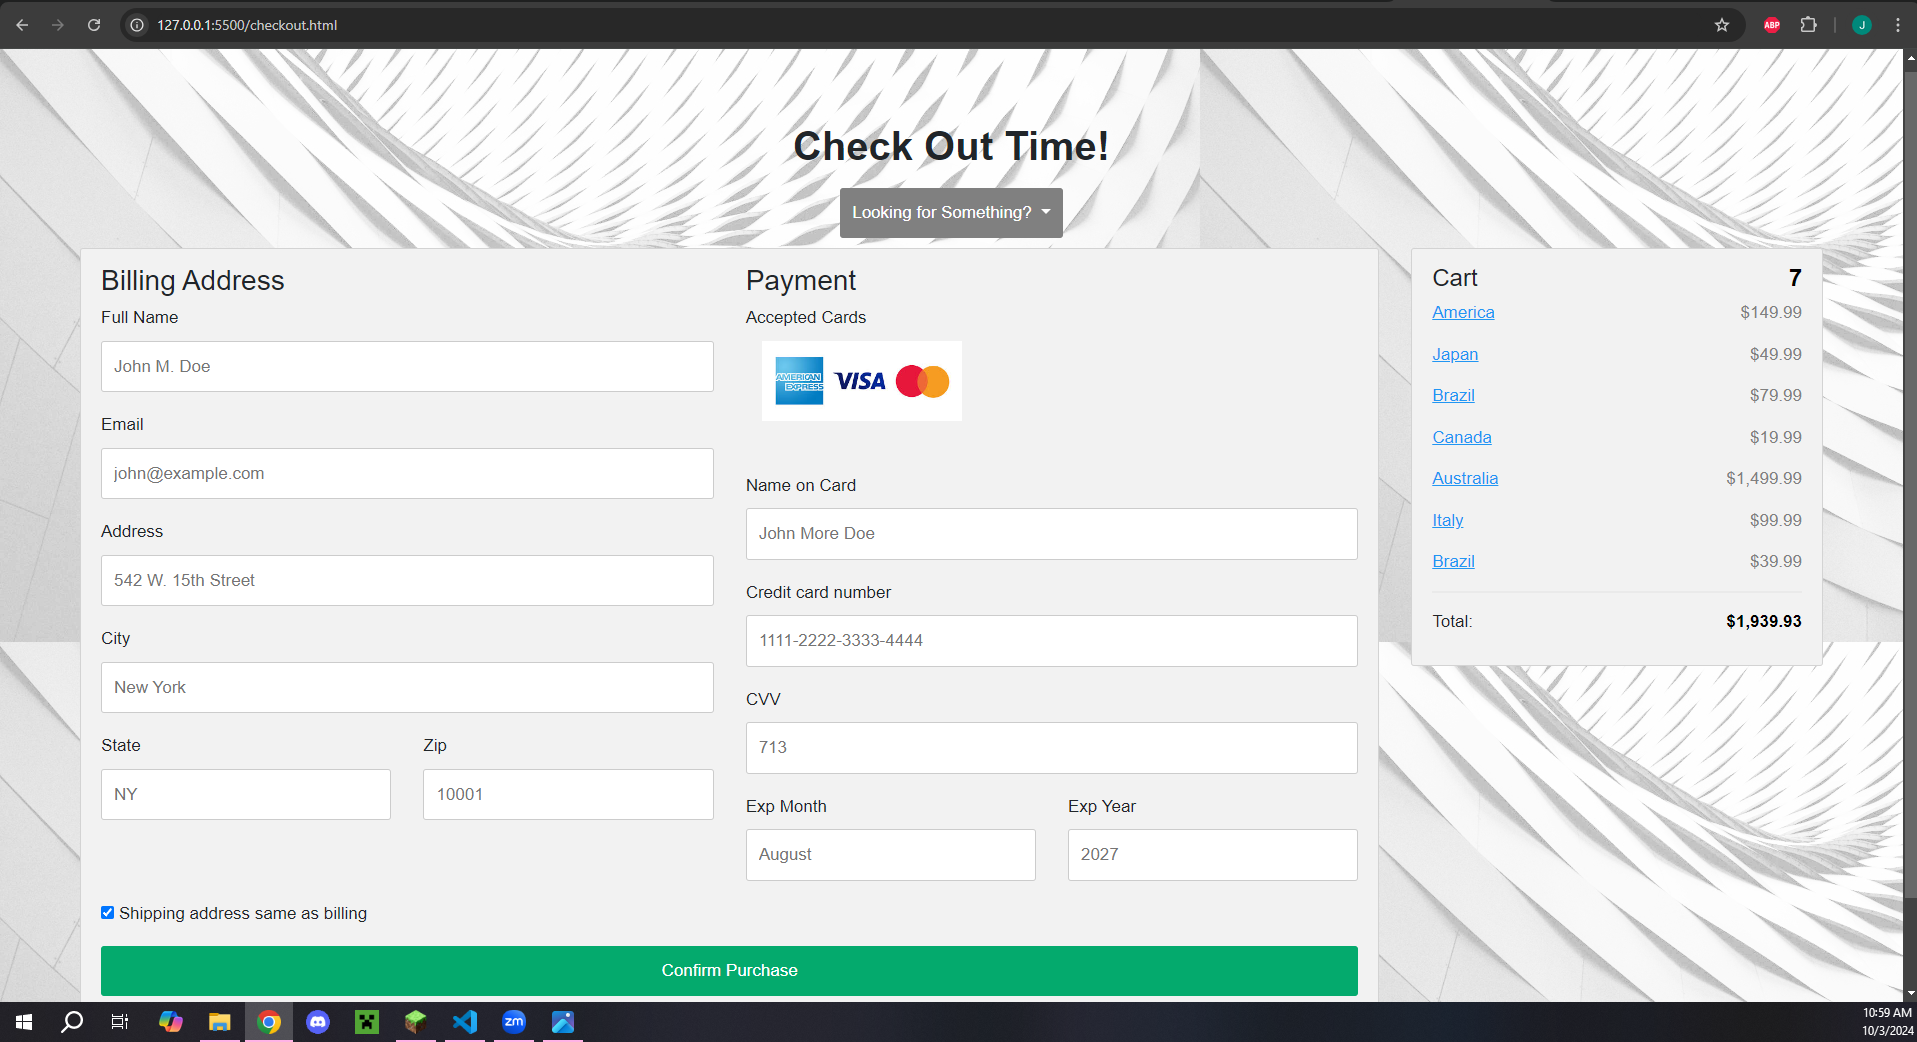 127.0.0.1:5500/checkout.html
ABP
J
Check Out Time!
Looking for Something?
Billing Address
Full Name
John M. Doe
Email
john@example.com
Address
542 W. 15th Street
City
New York
State Zip
NY 10001
Shipping address same as billing
Payment
Accepted Cards
AMERICAN EXPRESS VISA
Name on Card
John More Doe
Credit card number
1111-2222-3333-4444
CVV
713
Exp Month Exp Year
August 2027
Confirm Purchase
Cart 7
America $149.99
Japan $49.99
Brazil $79.99
Canada $19.99
Australia $1,499.99
Italy $99.99
Brazil $39.99
Total: $1,939.93
zm
10:59 AM
10/3/2024